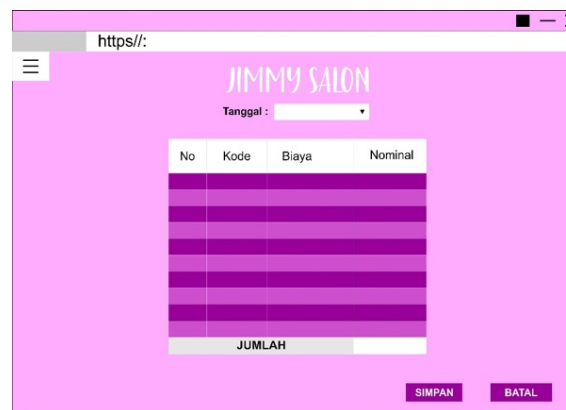 https//:
JIMMY SALON
Tanggal :
No Kode Biaya Nominal
JUMLAH
SIMPAN BATAL